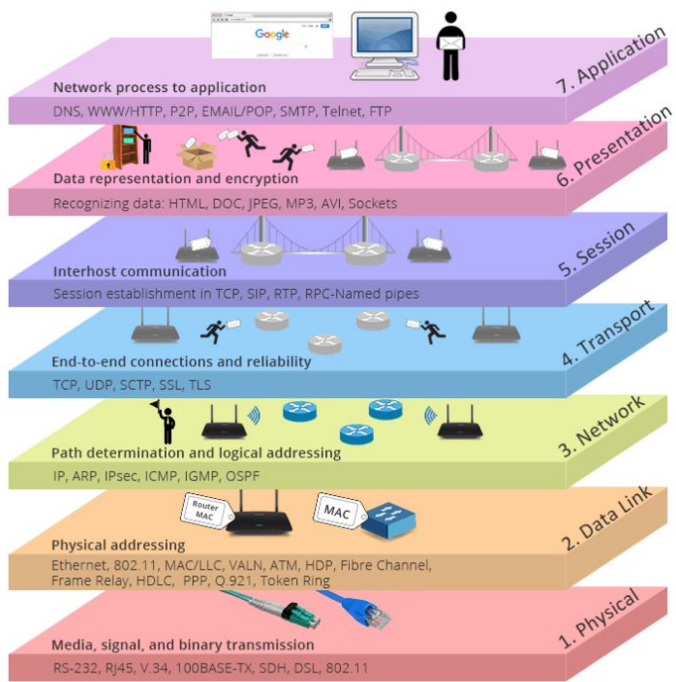 Google
7. Application
Network process to application
DNS, WWW/HTTP, P2P, EMAIL/POP, SMTP, Telnet, FTP
6. Presentation
Data representation and encryption
Recognizing data: HTML, DOC, JPEG, MP3, AVI, Sockets
5. Session
Interhost communication
Session establishment in TCP, SIP, RTP, RPC-Named pipes
4. Transport
End-to-end connections and reliability
TCP, UDP, SCTP, SSL, TLS
3. Network
Path determination and logical addressing
IP, ARP, IPsec, ICMP, IGMP, OSPF
2. Data Link
Router
MAC
MAC
Physical addressing
Ethernet, 802.11, MAC/LLC, VALN, ATM, HDP, Fibre Channel,
Frame Relay, HDLC, PPP, Q.921, Token Ring
1. Physical
Media, signal, and binary transmission
RS-232, RJ45, V.34, 100BASE-TX, SDH, DSL, 802.11